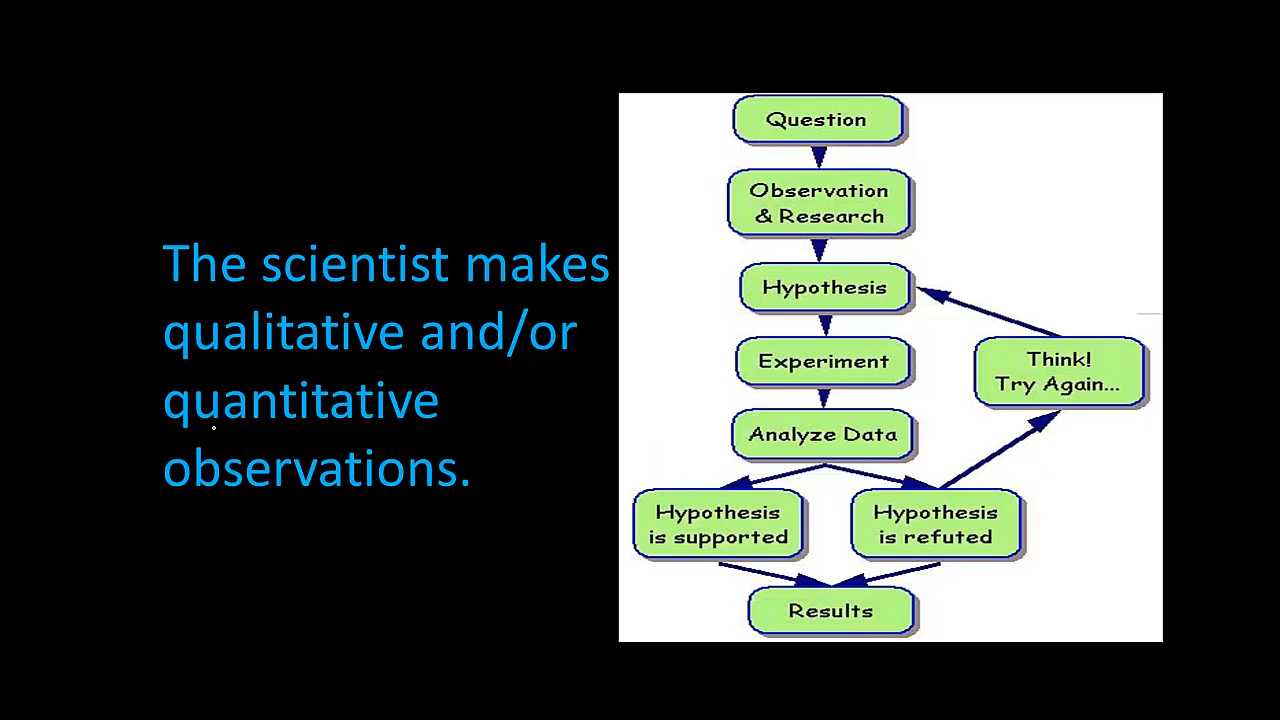 The scientist makes
qualitative and/or
quantitative
observations.
Question
Observation
& Research
Hypothesis
Experiment
Think!
Try Again...
Analyze Data
Hypothesis
is supported
Hypothesis
is refuted
Results